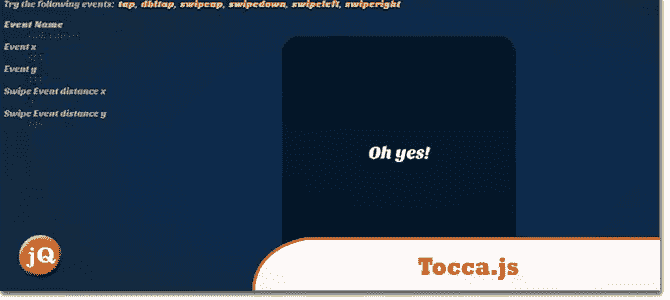 Try the following events: tap, dbltap, swipeup, swipedown, swipeleft, swiperight
Event Name
Event x
Event y
Swipe Event distance x
Swipe Event distance y
Oh yes!
jQ
Tocca.js